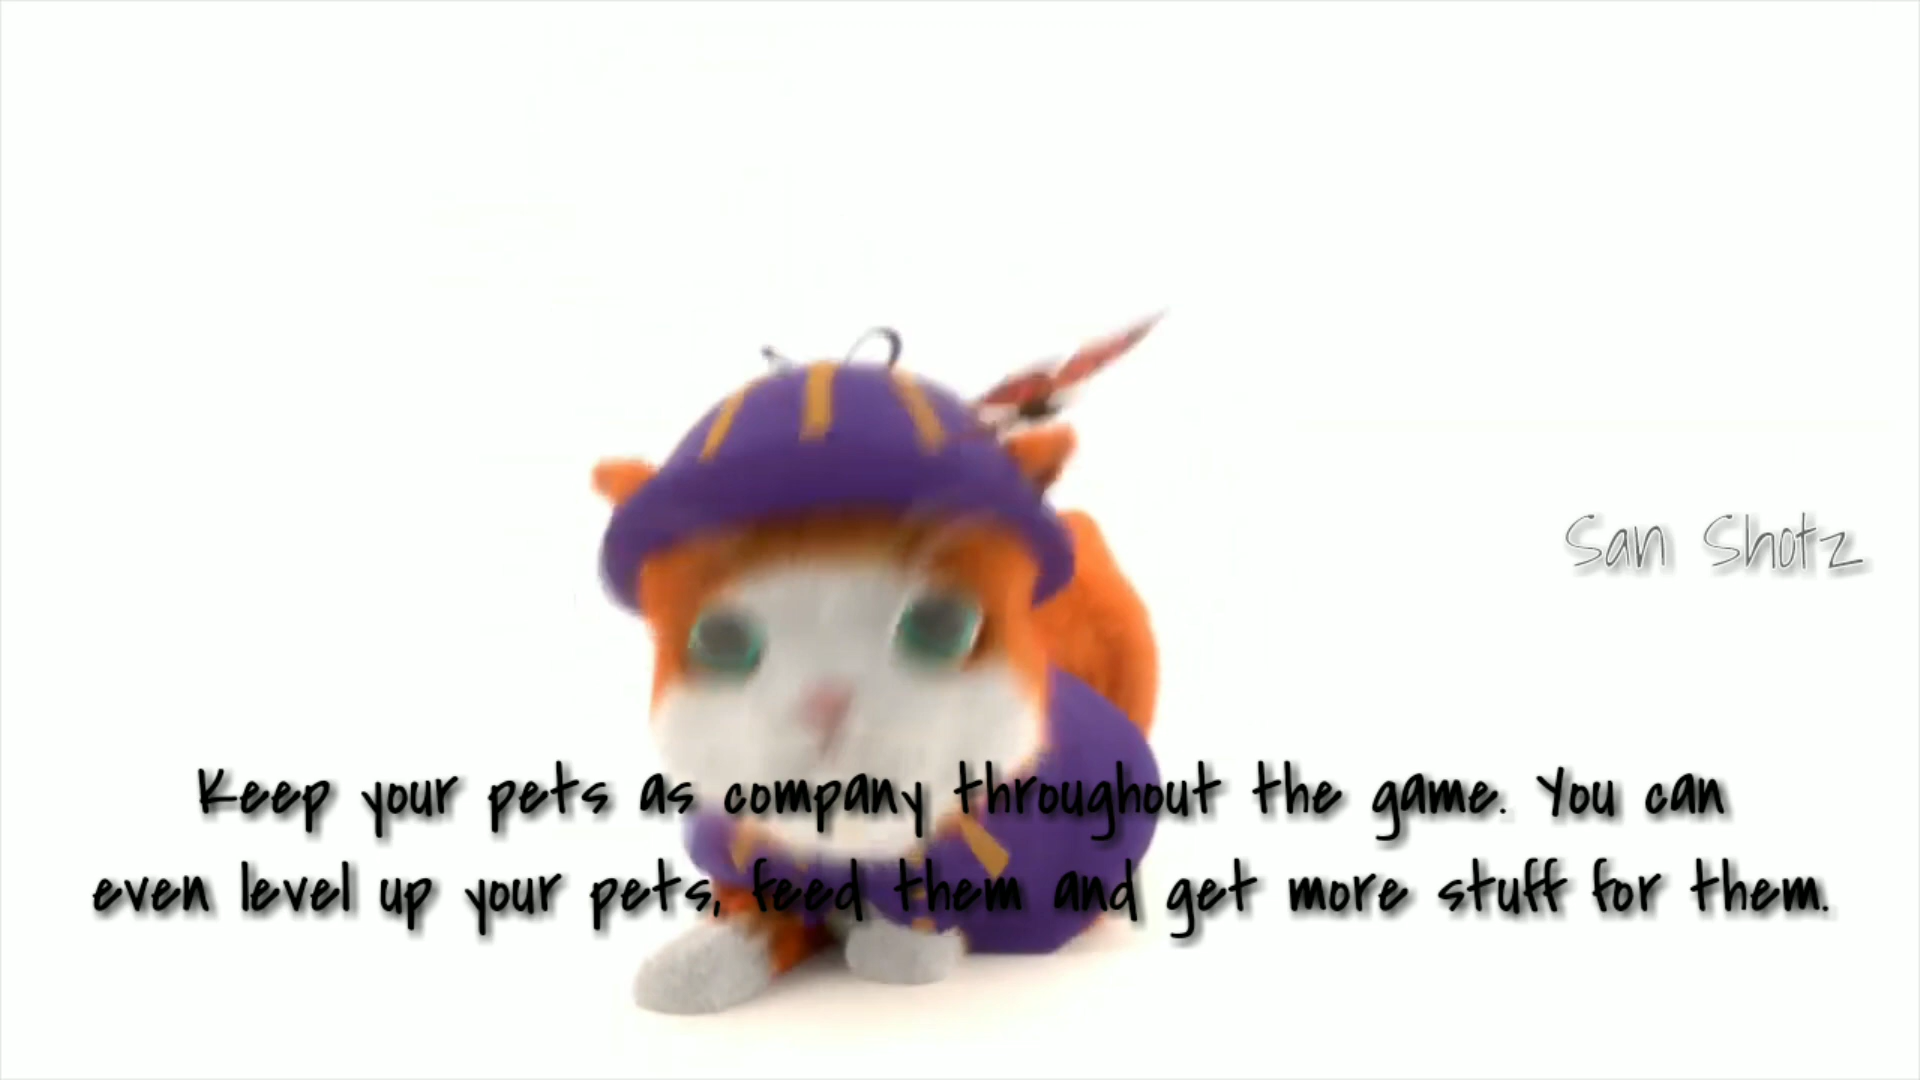 San Shotz
Keep your pets as company throughout the game. You can
even level up your pets, feed them and get more stuff for them.